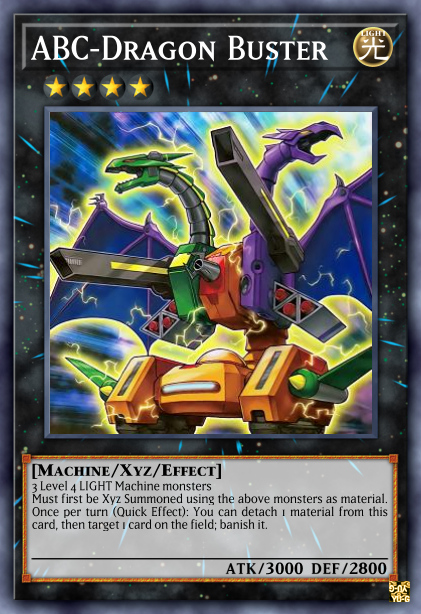 ABC-Dragon Buster
LIGHT
光
[Machine/Xyz/Effect]
3 Level 4 LIGHT Machine monsters
Must first be Xyz Summoned using the above monsters as material.
Once per turn (Quick Effect): You can detach 1 material from this
card, then target 1 card on the field; banish it.
ATK/3000 DEF/2800